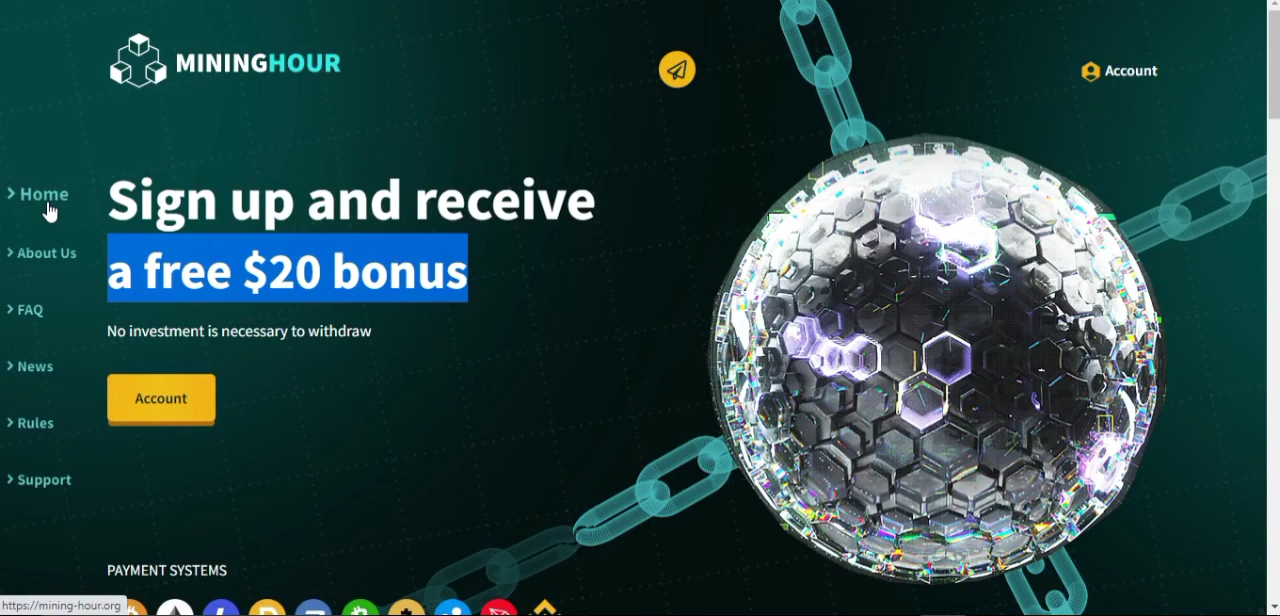 MININGHOUR
Account
Home
About Us
FAQ
News
Rules
Support
Sign up and receive
a free $20 bonus
No investment is necessary to withdraw
Account
PAYMENT SYSTEMS
https://mining-hour.org